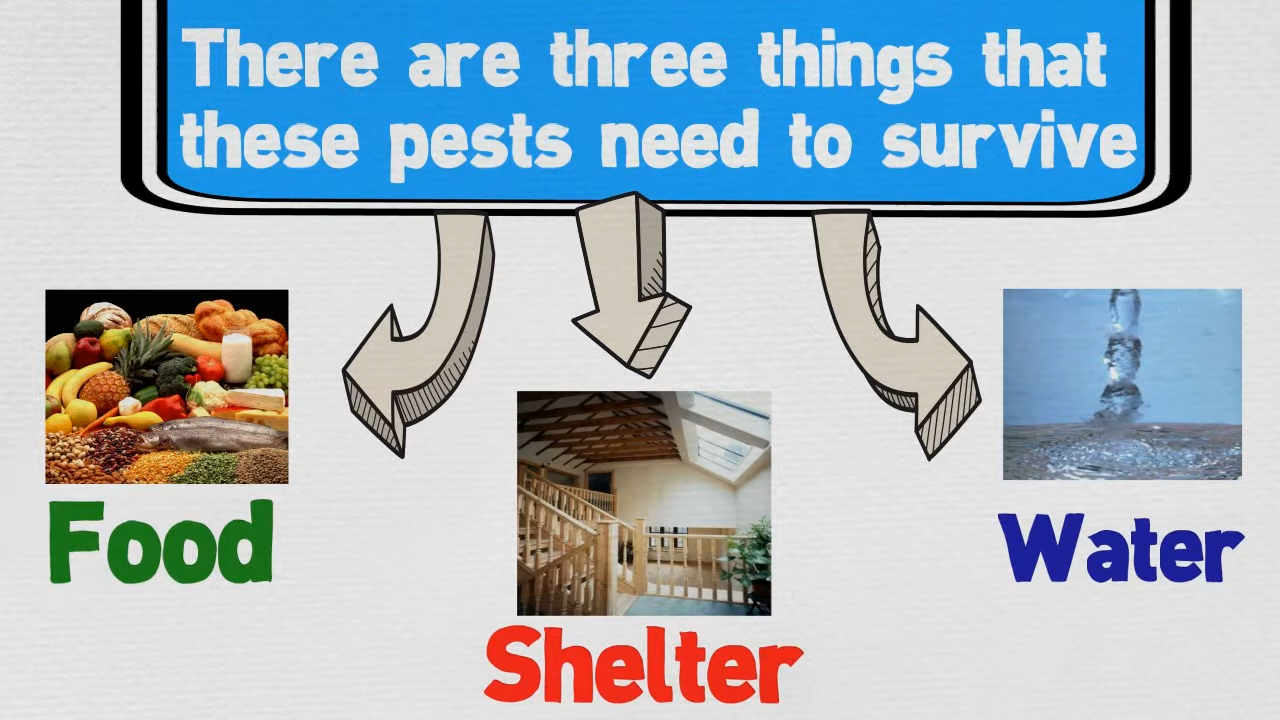 There are three things that
these pests need to survive
Food
Shelter
Water